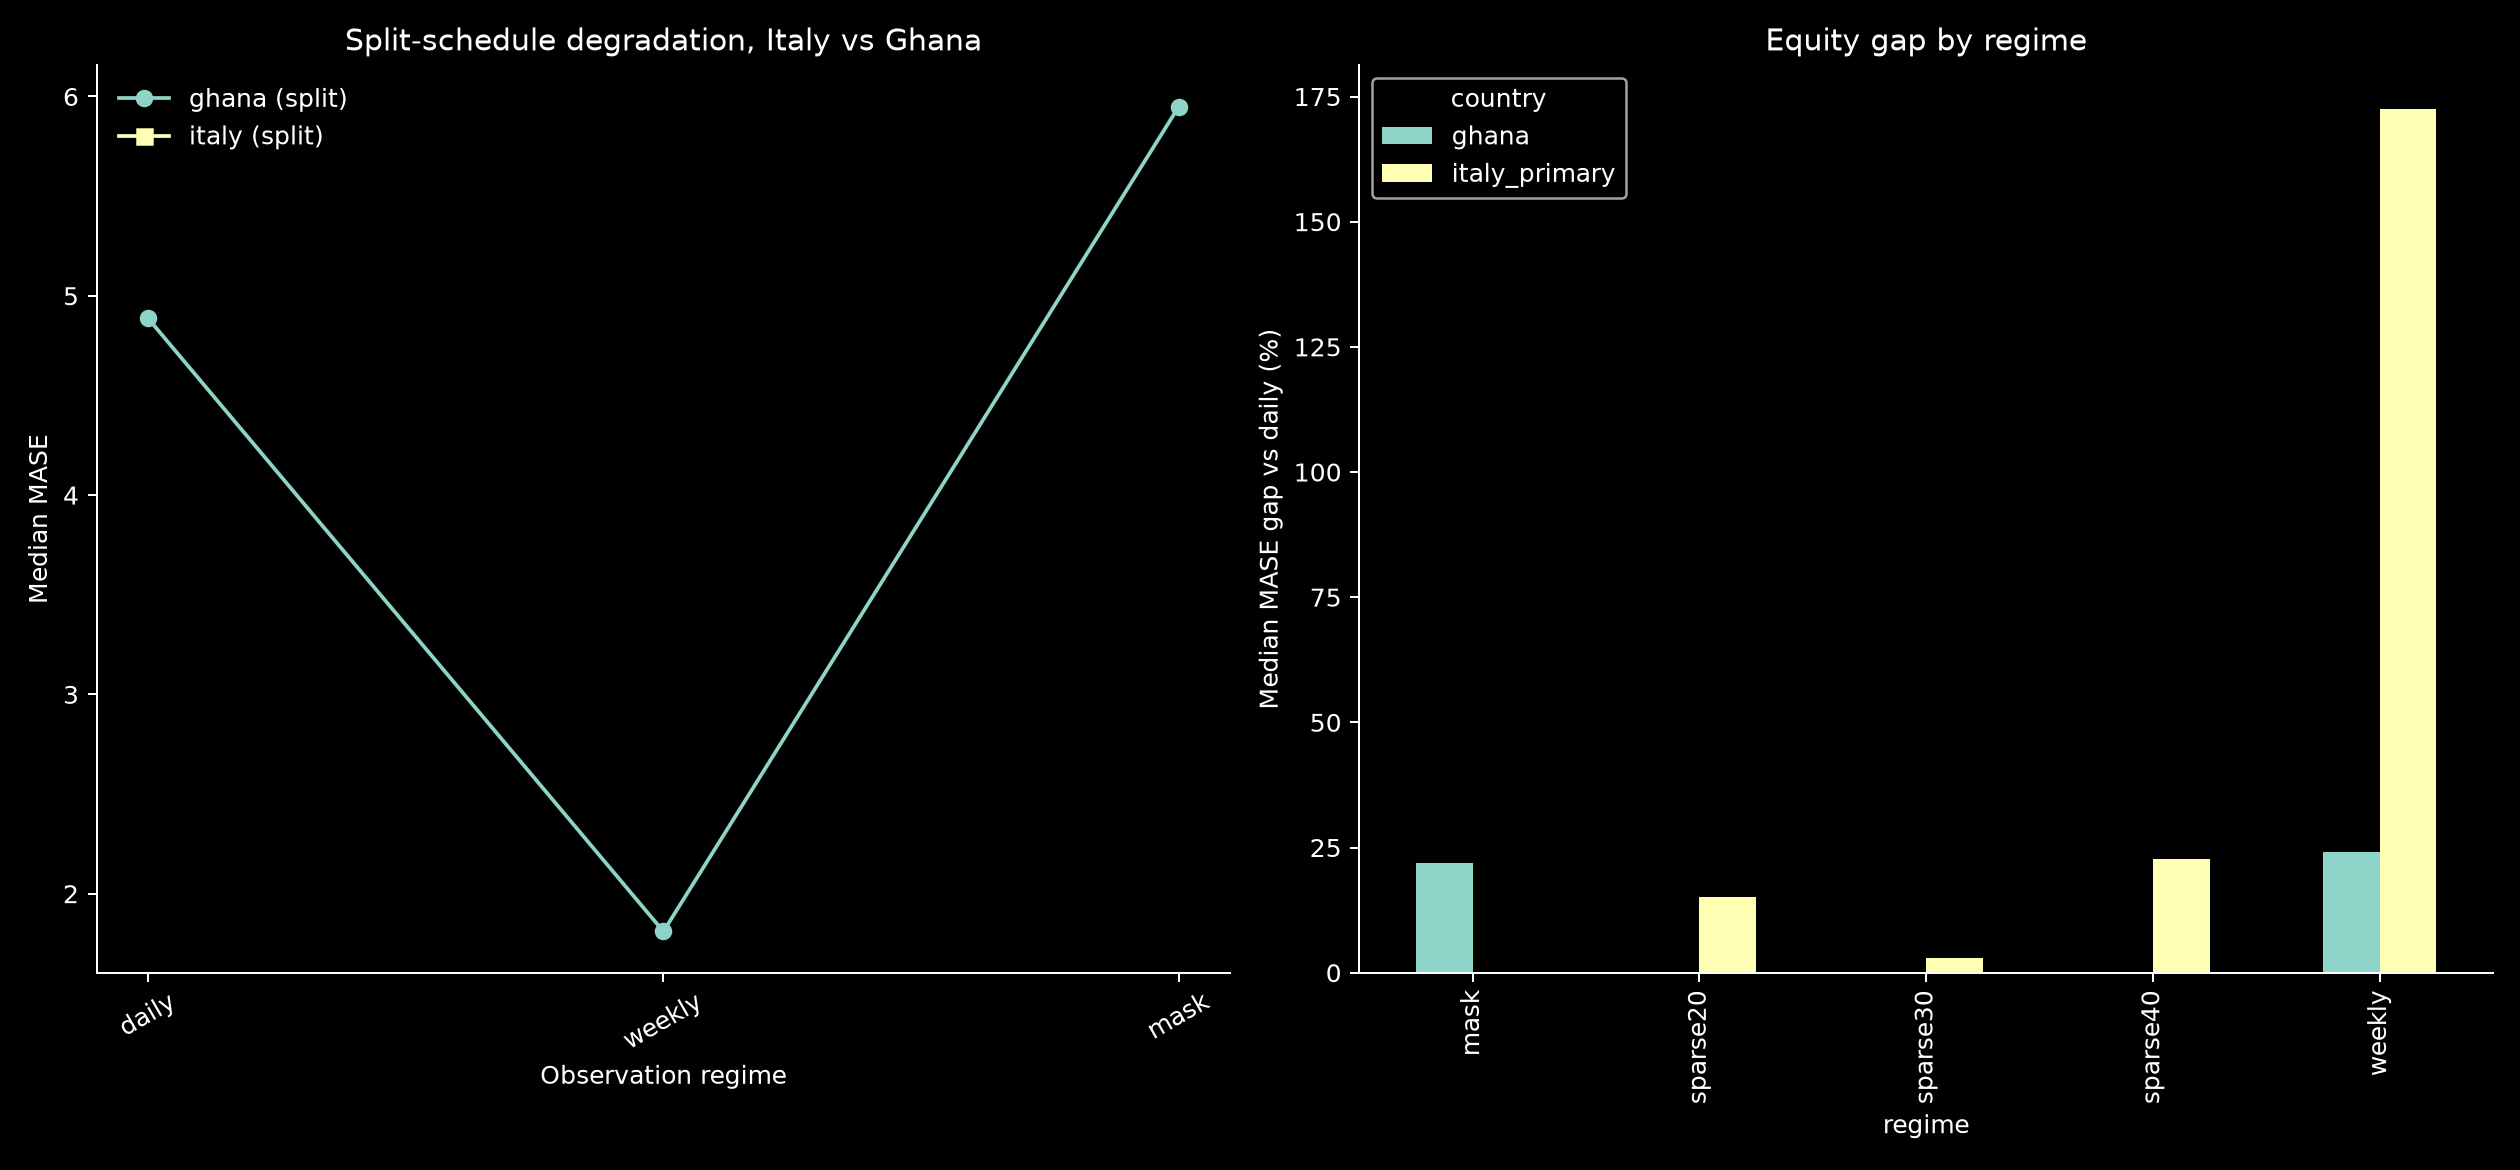 Split-schedule degradation, Italy vs Ghana
ghana (split)
italy (split)
Median MASE
6
5
4
3
2
daily
weekly
mask
Observation regime
Equity gap by regime
country
ghana
italy_primary
Median MASE gap vs daily (%)
175
150
125
100
75
50
25
0
mask
sparse20
sparse30
sparse40
weekly
regime